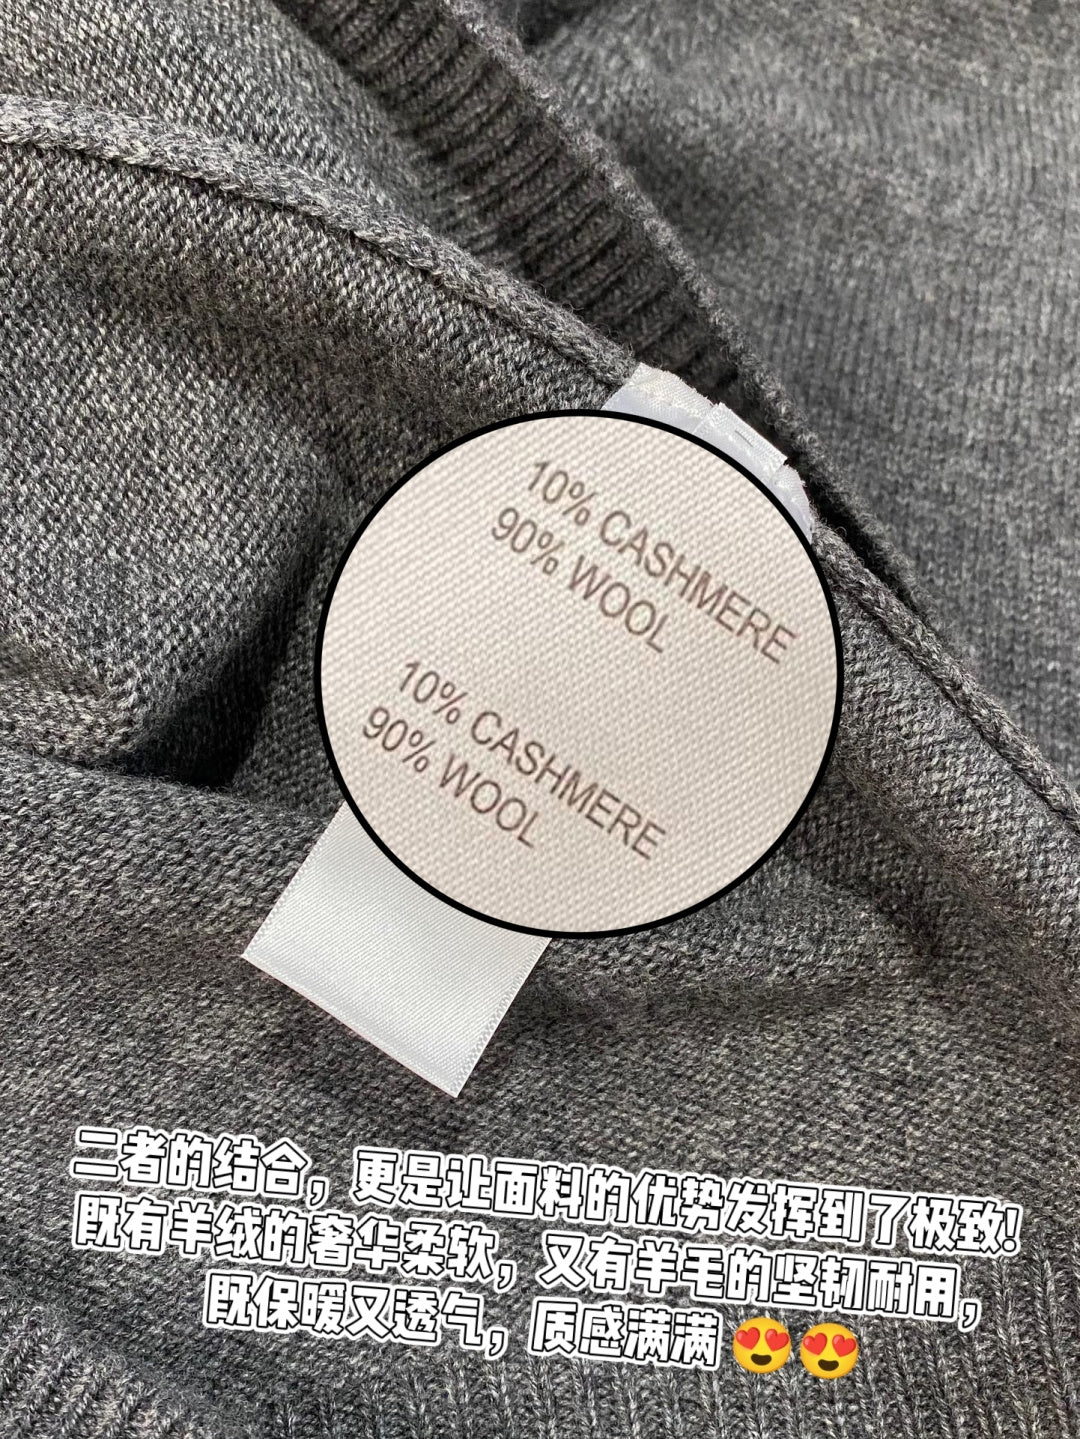 10% CASHMERE
90% WOOL
10% CASHMERE
90% WOOL
二者的结合，更是让面料的优势发挥到了极致!
既有羊绒的奢华柔软，又有羊毛的坚韧耐用，
既保暖又透气，质感满满😍😍